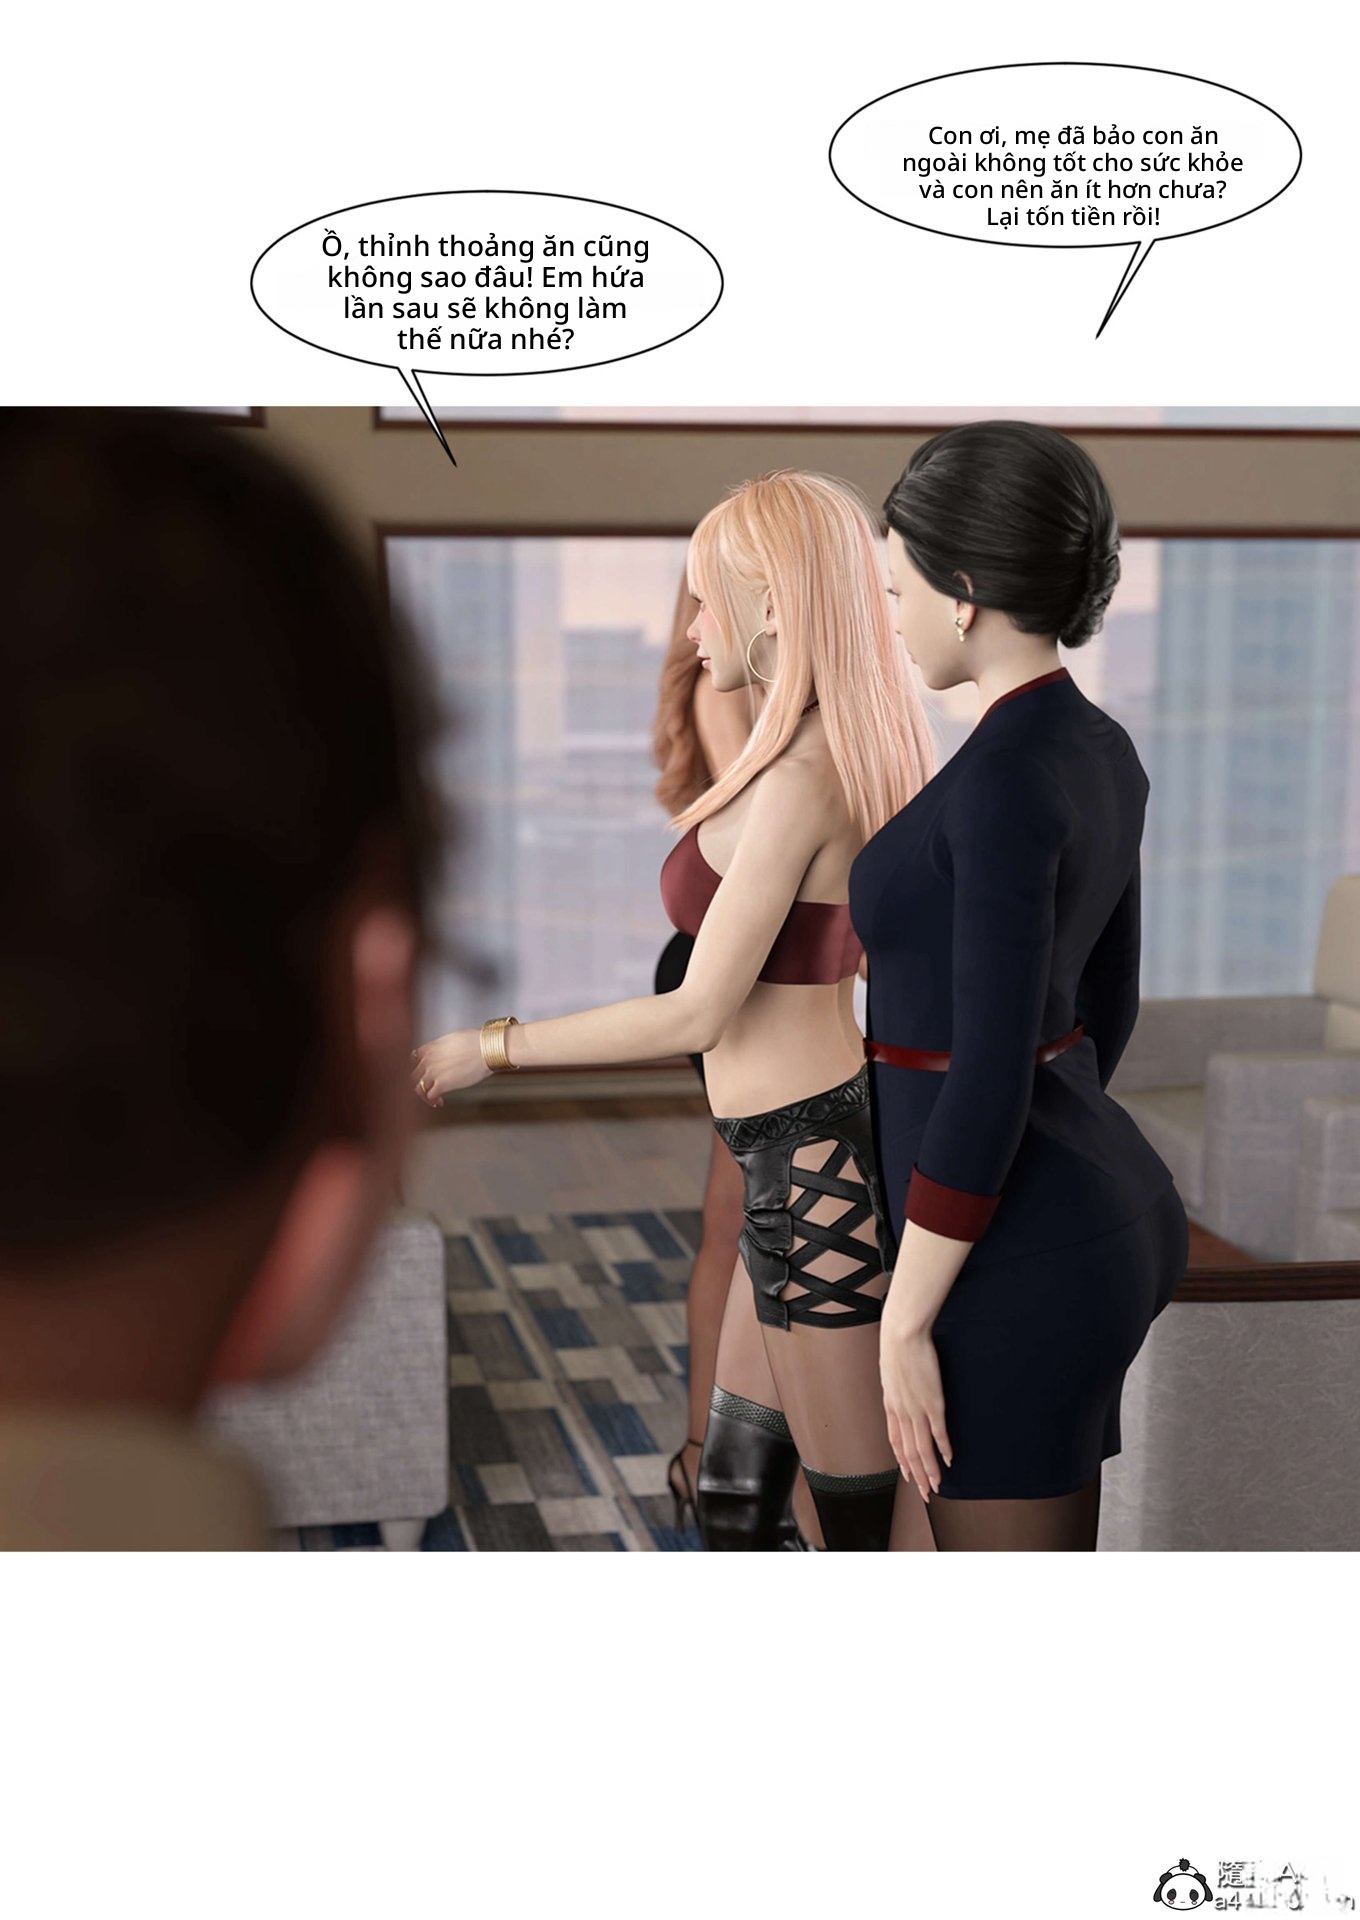 Con ơi, mẹ đã bảo con ăn
ngoài không tốt cho sức khỏe
và con nên ăn ít hơn chưa?
Lại tốn tiền rồi!
Ồ, thỉnh thoảng ăn cũng
không sao đâu! Em hứa
lần sau sẽ không làm
thế nữa nhé?